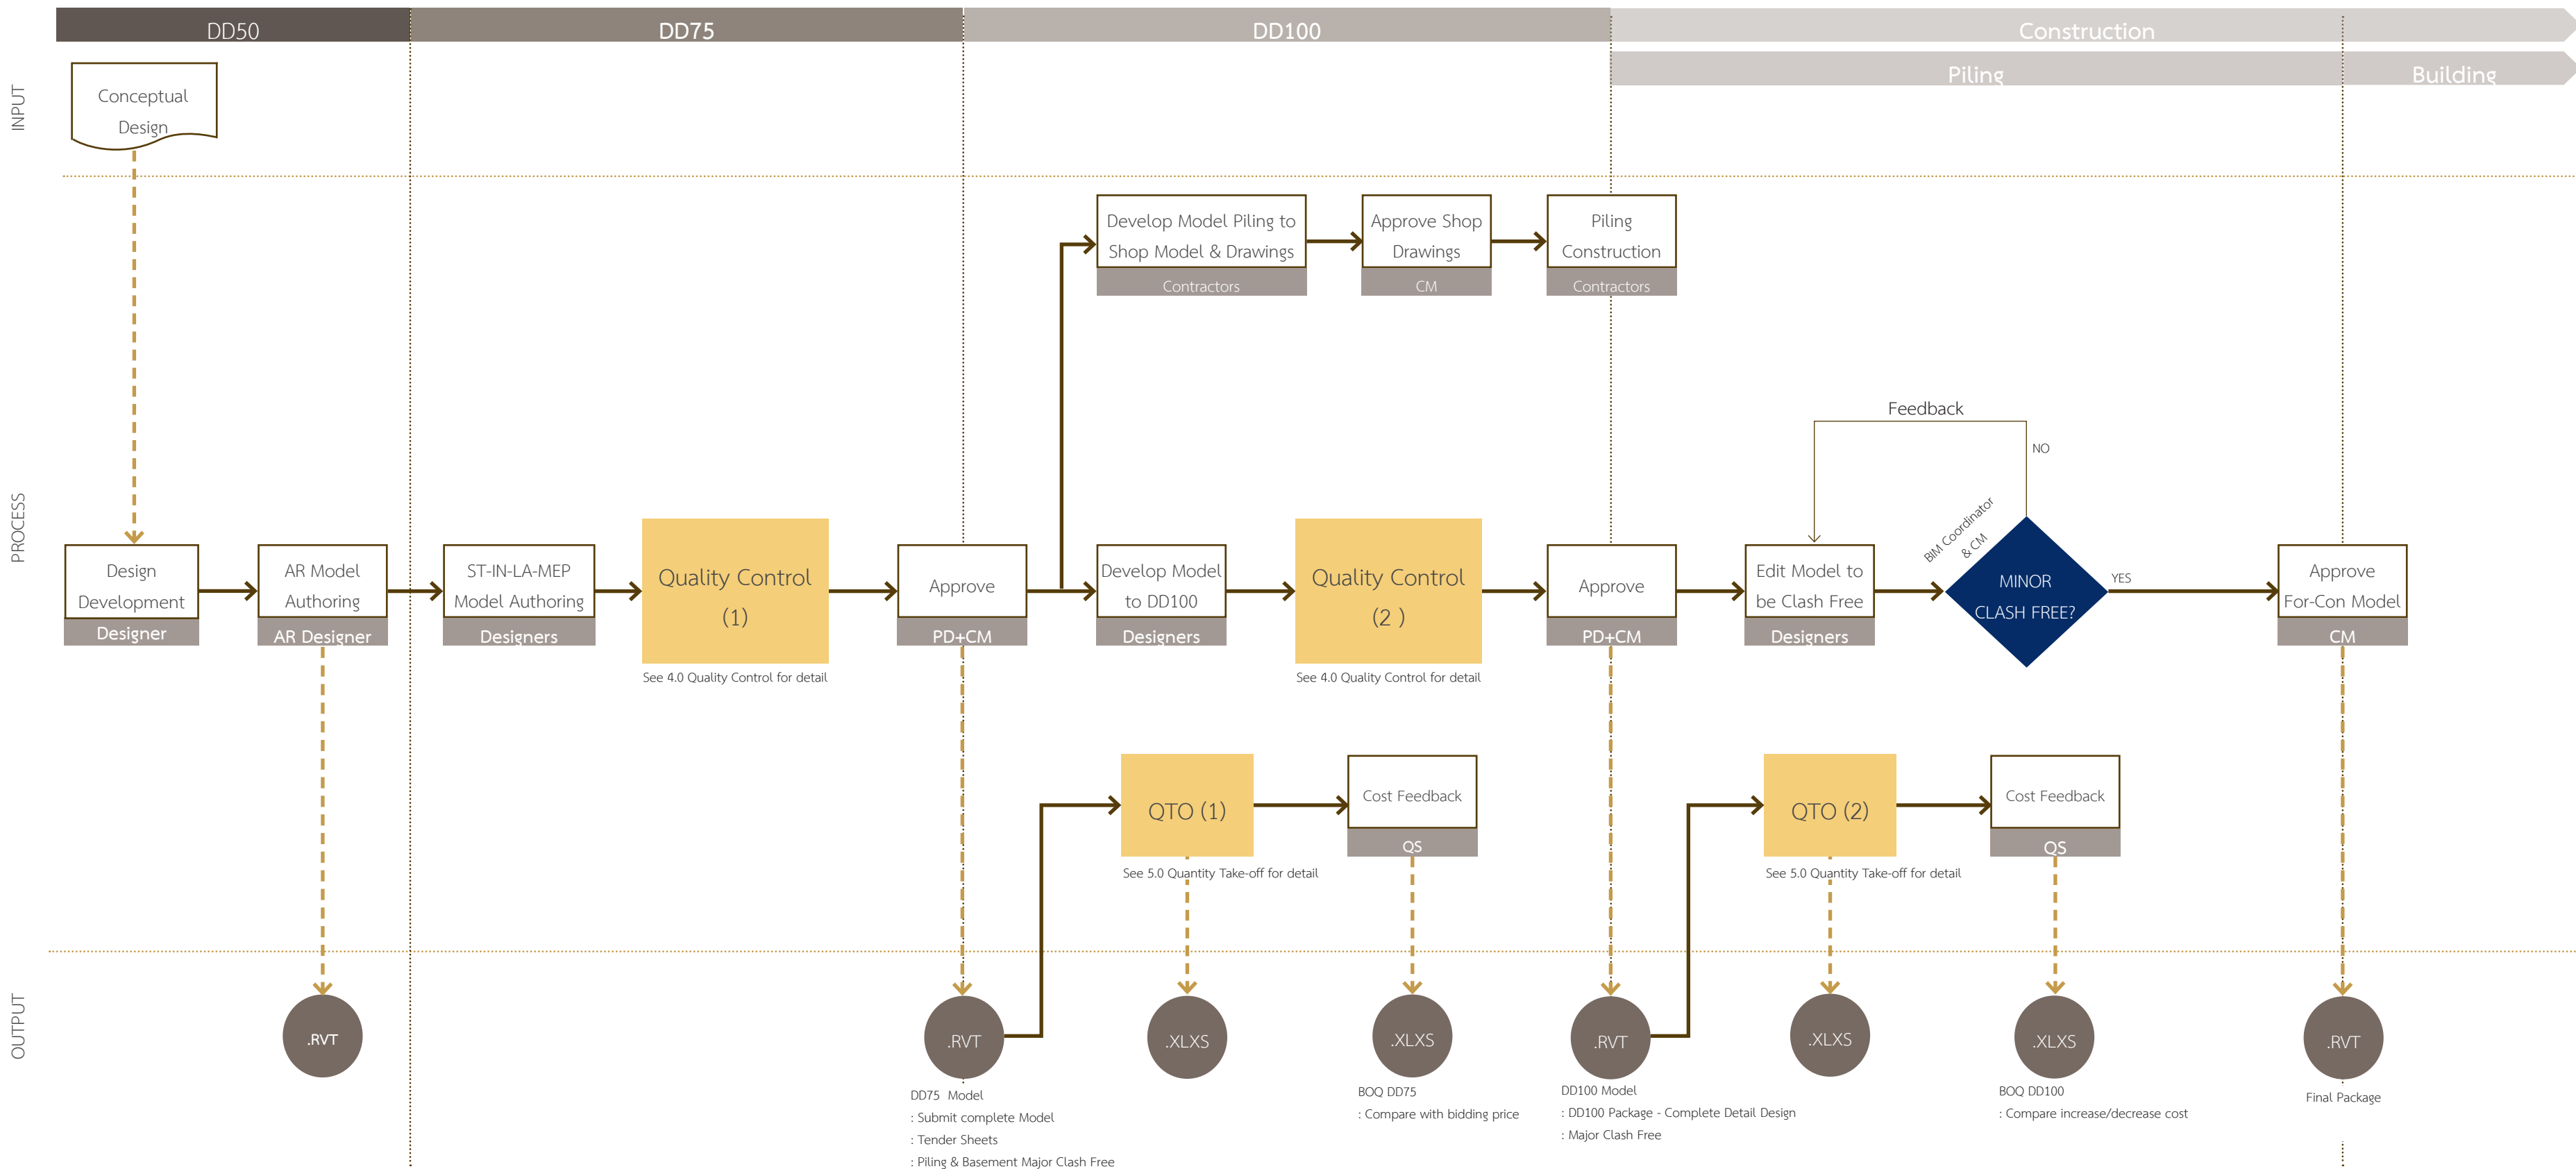 DD50
DD75
DD100
Construction
Piling
Building
INPUT
Conceptual
Design
PROCESS
Develop Model Piling to
Shop Model & Drawings
Contractors
Approve Shop
Drawings
CM
Piling
Construction
Contractors
Feedback
NO
BIM Coordinator
& CM
Design
Development
Designer
AR Model
Authoring
AR Designer
ST-IN-LA-MEP
Model Authoring
Designers
Quality Control
(1)
See 4.0 Quality Control for detail
Approve
PD+CM
Develop Model
to DD100
Designers
Quality Control
(2 )
See 4.0 Quality Control for detail
Approve
PD+CM
Edit Model to
be Clash Free
Designers
MINOR
CLASH FREE?
YES
Approve
For-Con Model
CM
QTO (1)
See 5.0 Quantity Take-off for detail
Cost Feedback
QS
QTO (2)
See 5.0 Quantity Take-off for detail
Cost Feedback
QS
OUTPUT
.RVT
.RVT
.XLXS
.XLXS
.RVT
.XLXS
.XLXS
.RVT
DD75 Model
: Submit complete Model
: Tender Sheets
: Piling & Basement Major Clash Free
BOQ DD75
: Compare with bidding price
DD100 Model
: DD100 Package - Complete Detail Design
: Major Clash Free
BOQ DD100
: Compare increase/decrease cost
Final Package